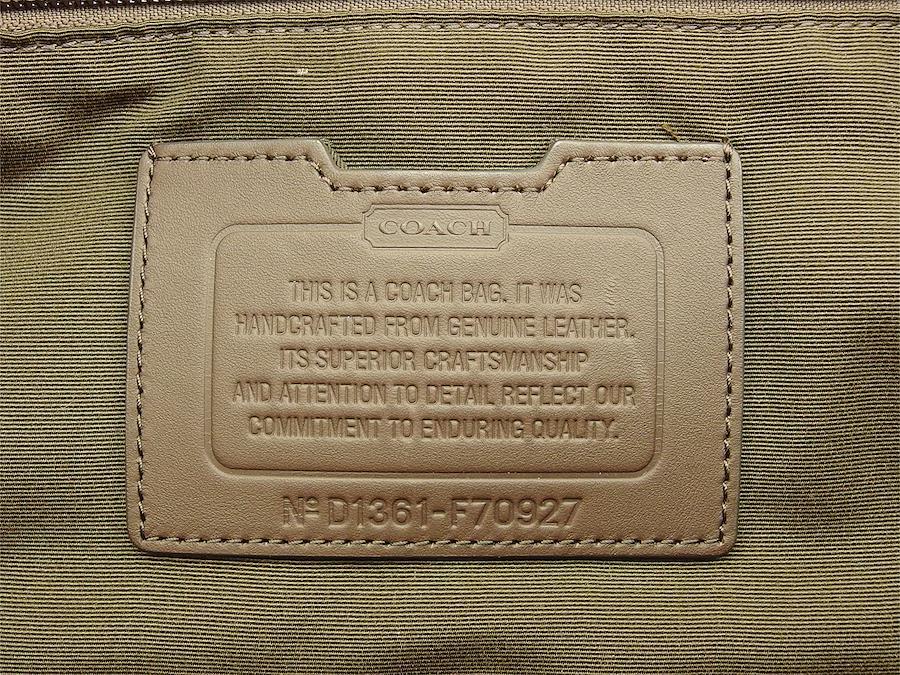 COACH
THIS IS A COACH BAG. IT WAS
HANDCRAFTED FROM GENUINE LEATHER.
ITS SUPERIOR CRAFTSMANSHIP
AND ATTENTION TO DETAIL REFLECT OUR
COMMITMENT TO ENDURING QUALITY.
Nº D1361-F70927